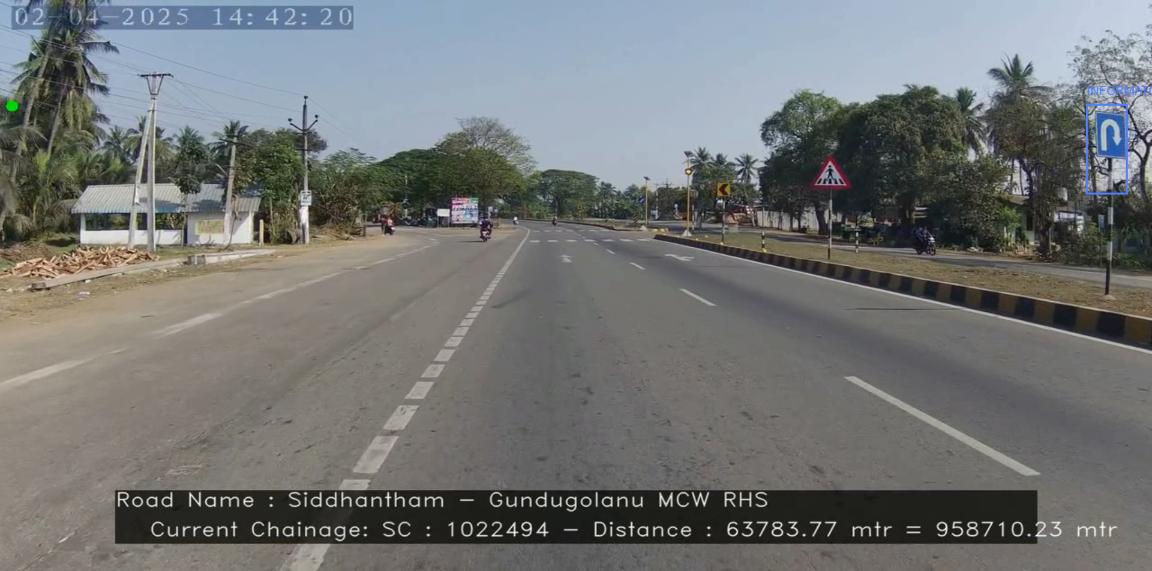 02-04-2025 14:42:20
INFORMAT
Road Name : Siddhantham - Gundugolanu MCW RHS
Current Chainage: SC : 1022494 - Distance : 63783.77 mtr = 958710.23 mtr